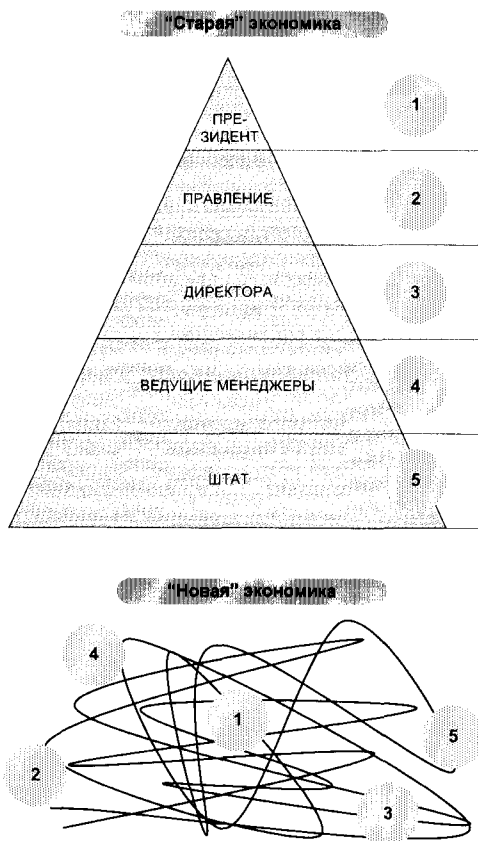 "Старая" экономика
1
ПРЕ-
ЗИДЕНТ
ПРАВЛЕНИЕ
2
ДИРЕКТОРА
3
ВЕДУЩИЕ МЕНЕДЖЕРЫ
4
ШТАТ
5
"Новая" экономика
4
1
5
2
3